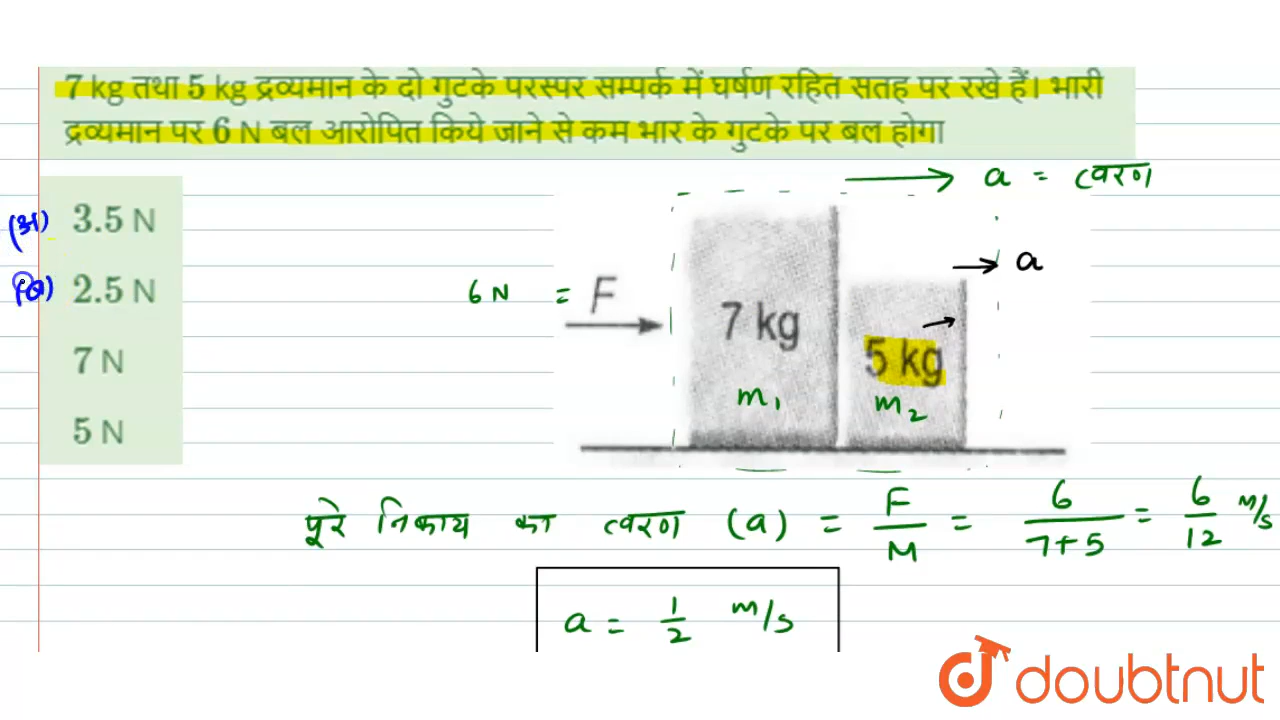 7 kg तथा 5 kg द्रव्यमान के दो गुटके परस्पर सम्पर्क में घर्षण रहित सतह पर रखे हैं। भारी
द्रव्यमान पर 6 N बल आरोपित किये जाने से कम भार के गुटके पर बल होगा
a = त्वरण
(अ) 3.5 N
a
(ब) 2.5 N
6 N = F
7 kg
5 kg
7 N
m₁
m₂
5 N
पूरे निकाय का त्वरण (a) = F/M = 6/7+5 = 6/12 m/s
a = 1/2 m/s
doubtnut